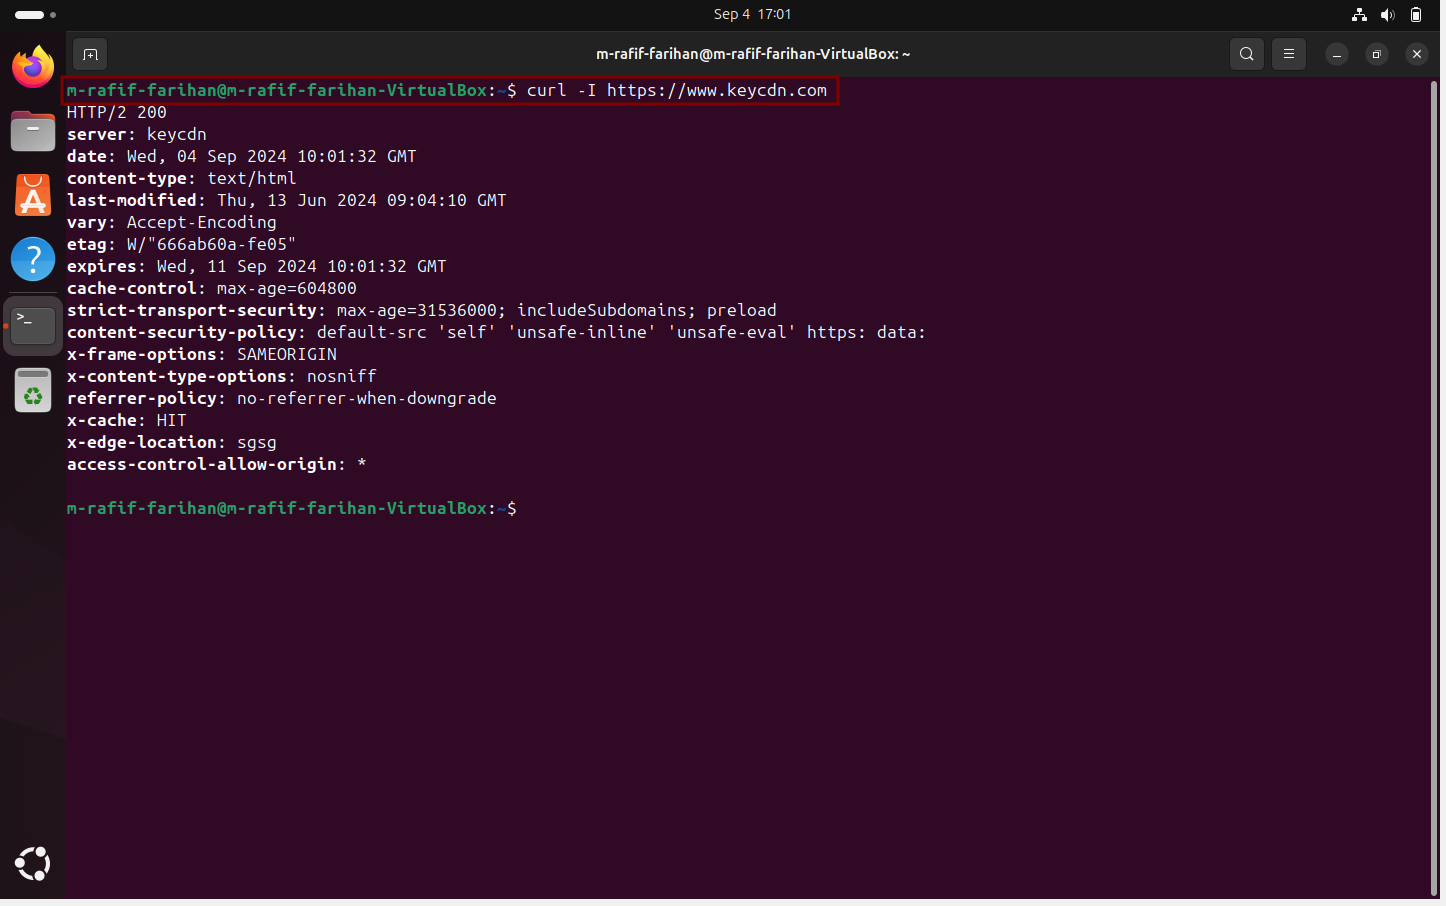 Sep 4 17:01
m-rafif-farihan@m-rafif-farihan-VirtualBox: ~
m-rafif-farihan@m-rafif-farihan-VirtualBox:~$ curl -I https://www.keycdn.com
HTTP/2 200
server: keycdn
date: Wed, 04 Sep 2024 10:01:32 GMT
content-type: text/html
last-modified: Thu, 13 Jun 2024 09:04:10 GMT
vary: Accept-Encoding
etag: W/"666ab60a-fe05"
expires: Wed, 11 Sep 2024 10:01:32 GMT
cache-control: max-age=604800
strict-transport-security: max-age=31536000; includeSubdomains; preload
content-security-policy: default-src 'self' 'unsafe-inline' 'unsafe-eval' https: data:
x-frame-options: SAMEORIGIN
x-content-type-options: nosniff
referrer-policy: no-referrer-when-downgrade
x-cache: HIT
x-edge-location: sgsg
access-control-allow-origin: *
m-rafif-farihan@m-rafif-farihan-VirtualBox:~$